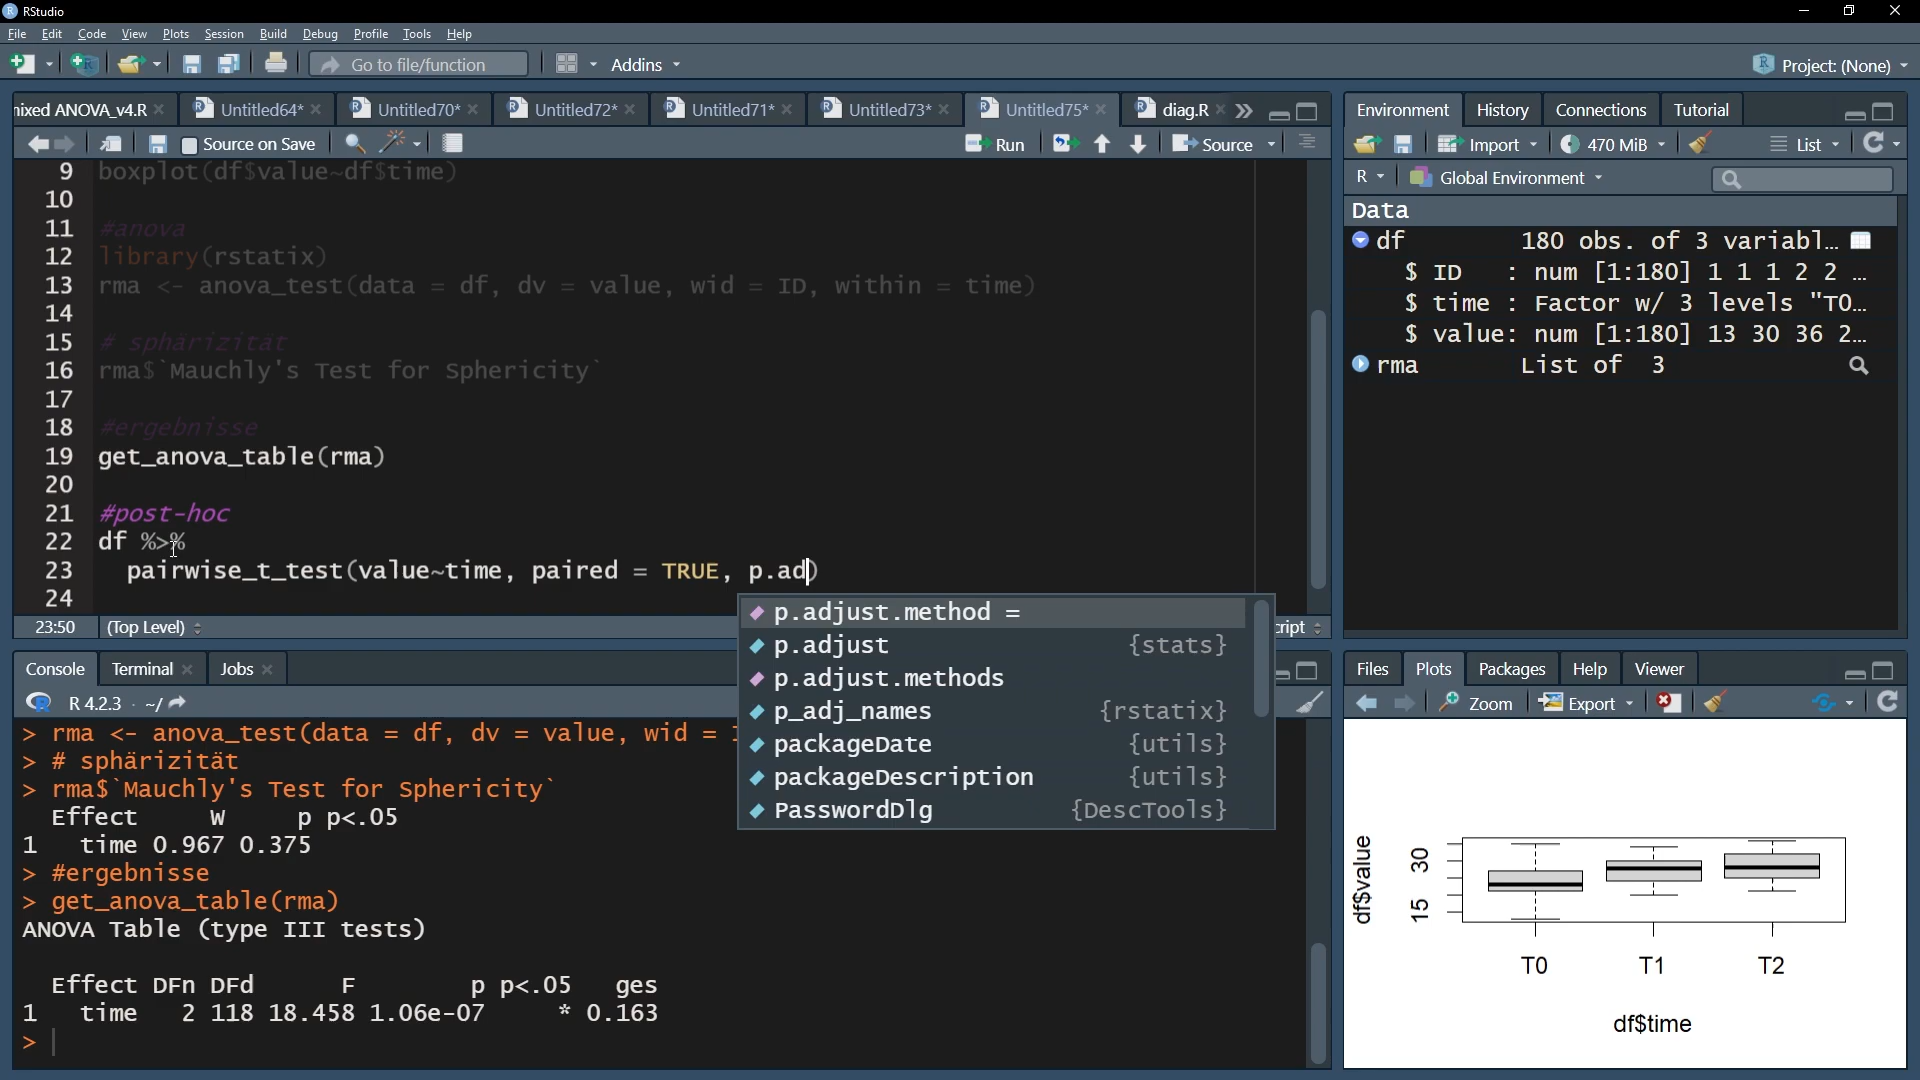 RStudio
File Edit Code View Plots Session Build Debug Profile Tools Help
Go to file/function Addins Project: (None)
nixed ANOVA_v4.R Untitled64* Untitled70* Untitled72* Untitled71* Untitled73* Untitled75* diag.R
Source on Save Run Source
9 boxplot(df$value~df$time)
10
11 #anova
12 library(rstatix)
13 rma <- anova_test(data = df, dv = value, wid = ID, within = time)
14
15 # sphärizität
16 rma$`Mauchly's Test for Sphericity`
17
18 #ergebnisse
19 get_anova_table(rma)
20
21 #post-hoc
22 df %>%
23 pairwise_t_test(value~time, paired = TRUE, p.ad)
24
p.adjust.method =
p.adjust {stats}
p.adjust.methods
p_adj_names {rstatix}
packageDate {utils}
packageDescription {utils}
PasswordDlg {DescTools}
23:50 (Top Level) cript
Console Terminal Jobs
R 4.2.3 · ~/
> rma <- anova_test(data = df, dv = value, wid =
> # sphärizität
> rma$`Mauchly's Test for Sphericity`
Effect W p p<.05
1 time 0.967 0.375
> #ergebnisse
> get_anova_table(rma)
ANOVA Table (type III tests)
Effect DFn DFd F p p<.05 ges
1 time 2 118 18.458 1.06e-07 * 0.163
>
Environment History Connections Tutorial
Import 470 MiB List
R Global Environment
Data
df 180 obs. of 3 variabl…
$ ID : num [1:180] 1 1 1 2 2 …
$ time : Factor w/ 3 levels "T0…
$ value: num [1:180] 13 30 36 2…
rma List of 3
Files Plots Packages Help Viewer
Zoom Export
df$value
30
15
T0 T1 T2
df$time